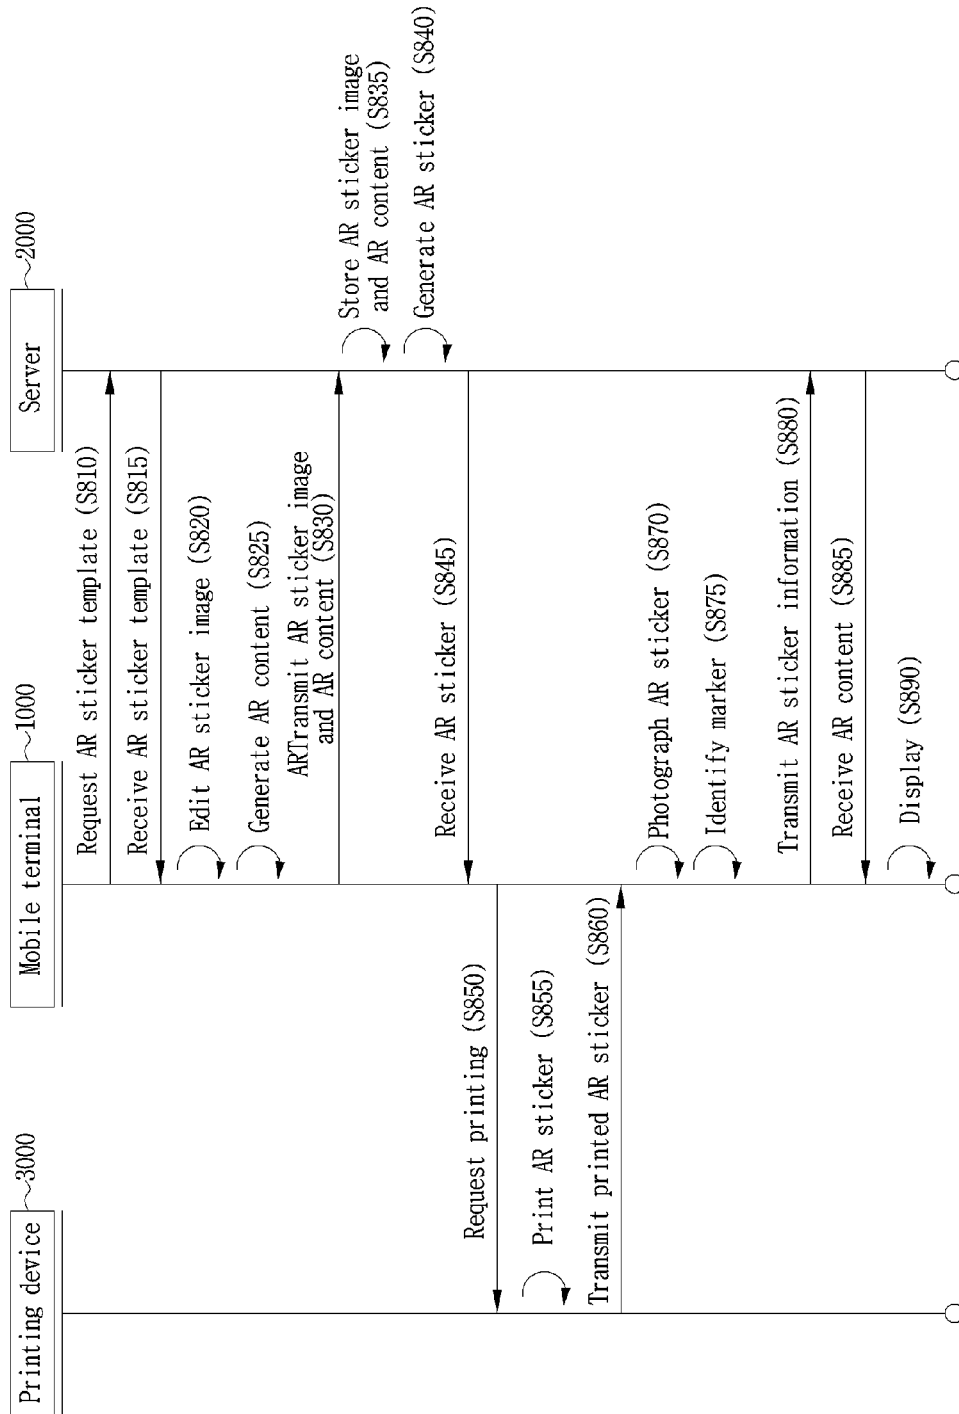 Printing device
3000
Mobile terminal
1000
Server
2000
Request AR sticker template (S810)
Receive AR sticker template (S815)
Edit AR sticker image (S820)
Generate AR content (S825)
ARTransmit AR sticker image
and AR content (S830)
Store AR sticker image
and AR content (S835)
Generate AR sticker (S840)
Receive AR sticker (S845)
Request printing (S850)
Print AR sticker (S855)
Transmit printed AR sticker (S860)
Photograph AR sticker (S870)
Identify marker (S875)
Transmit AR sticker information (S880)
Receive AR content (S885)
Display (S890)